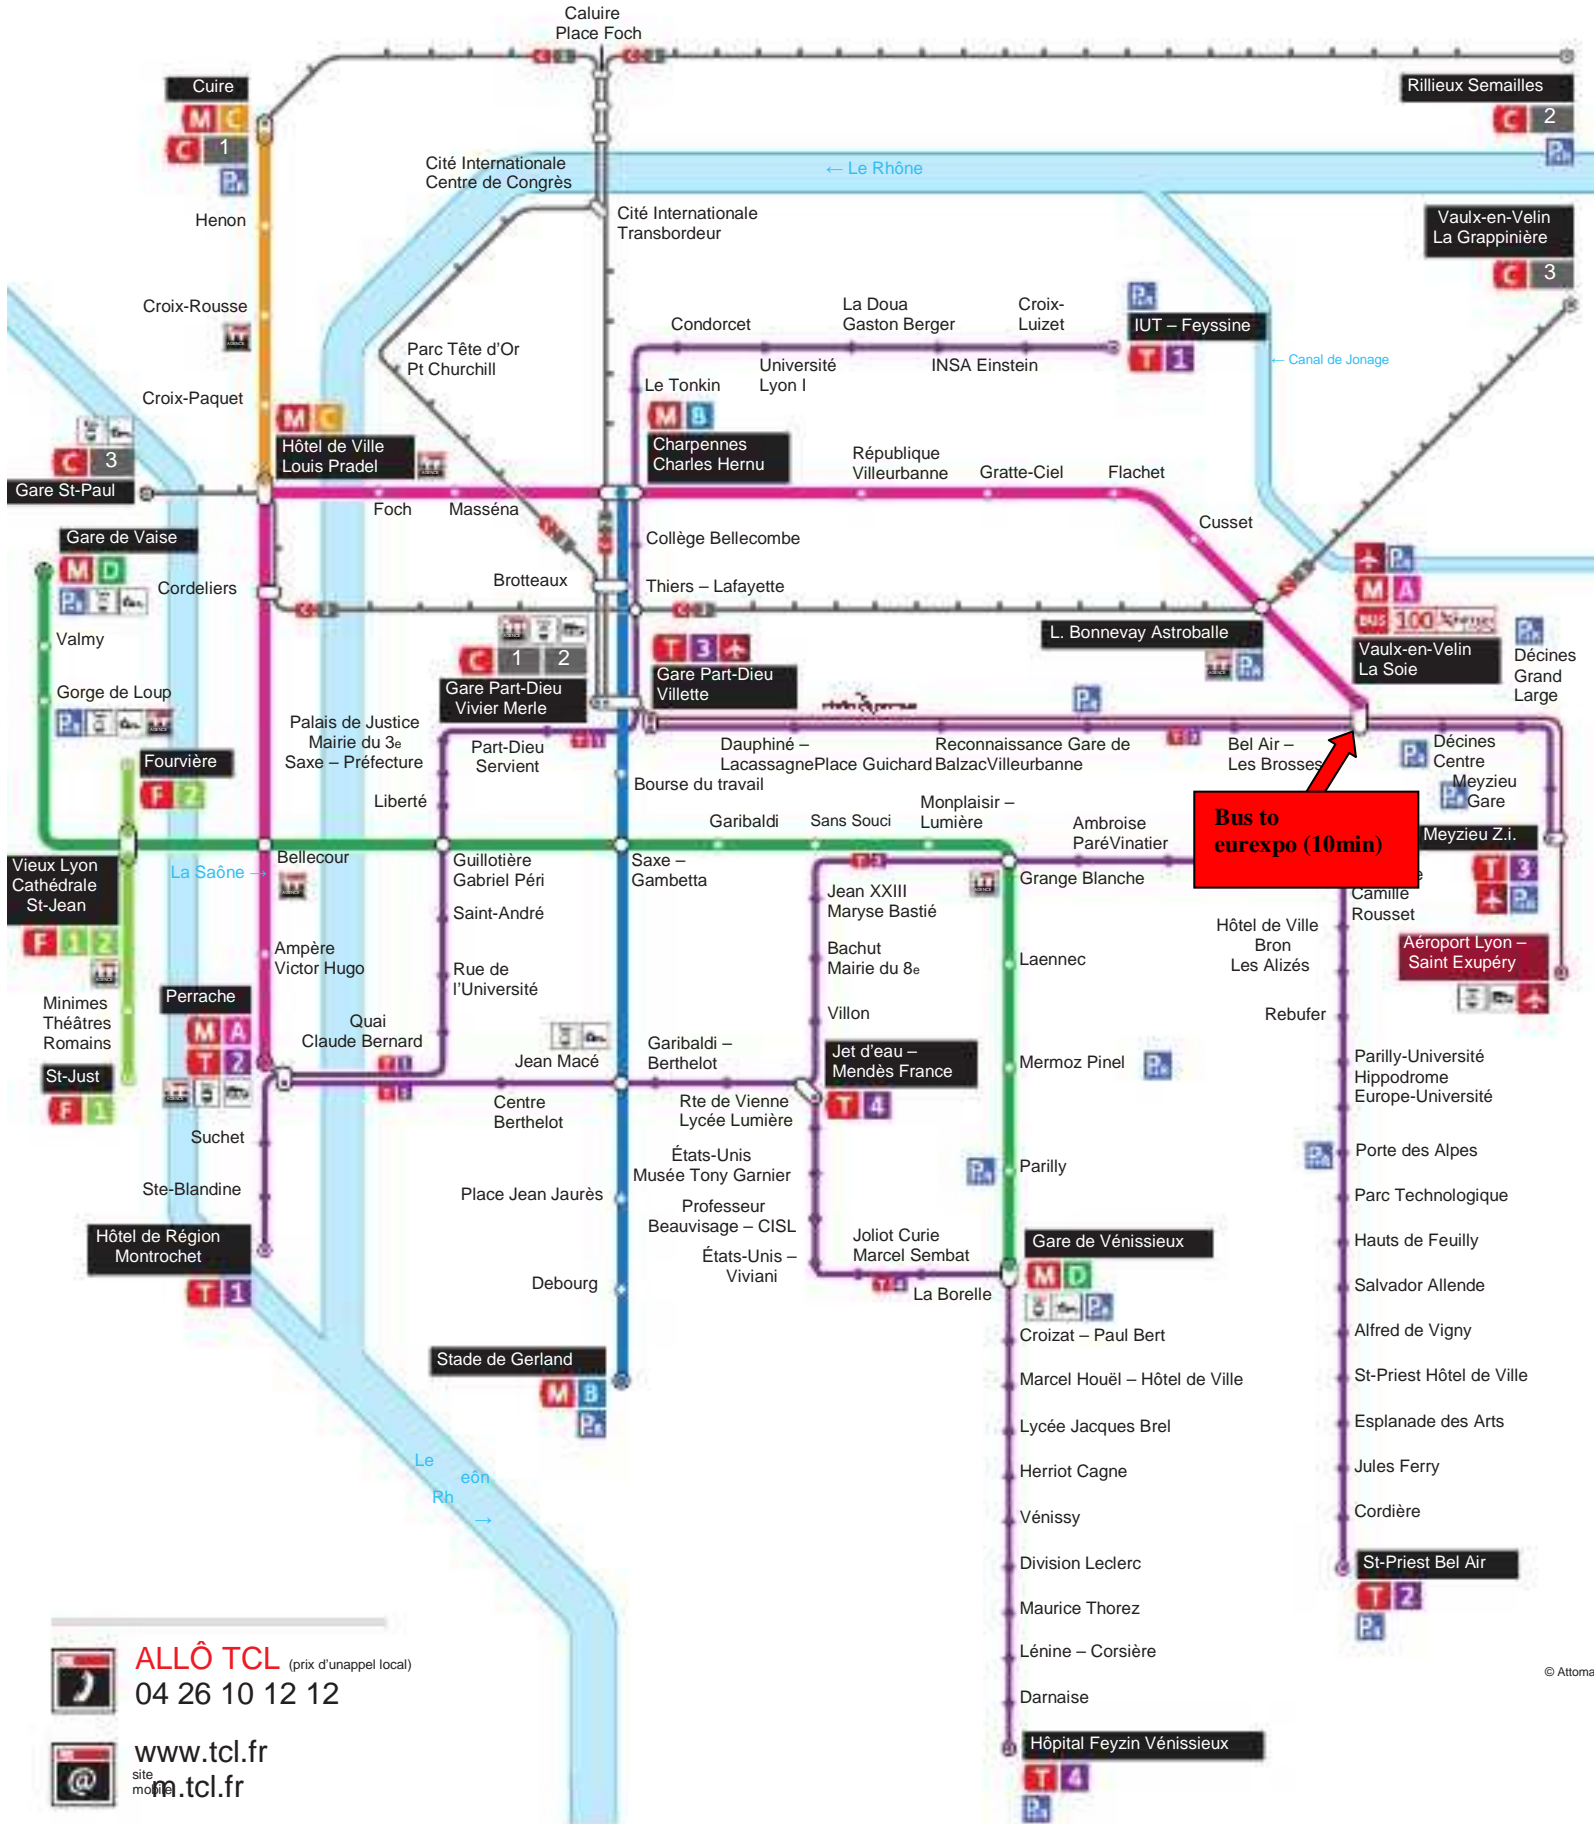 Caluire
Place Foch
Cuire
M C
C 1
Rillieux Semailles
C 2
Cité Internationale
Centre de Congrès
← Le Rhône
Henon
Cité Internationale
Transbordeur
Vaulx-en-Velin
La Grappinière
C 3
Croix-Rousse
Parc Tête d'Or
Pt Churchill
Condorcet
La Doua
Gaston Berger
Croix-
Luizet
IUT – Feyssine
T 1
Université
Lyon I
INSA Einstein
← Canal de Jonage
Croix-Paquet
Le Tonkin
M C
Hôtel de Ville
Louis Pradel
M B
Charpennes
Charles Hernu
C 3
Gare St-Paul
République
Villeurbanne
Gratte-Ciel
Flachet
Foch
Masséna
Cusset
Gare de Vaise
M D
Collège Bellecombe
Cordeliers
Brotteaux
Thiers – Lafayette
M A
BUS 100
Vaulx-en-Velin
La Soie
Valmy
L. Bonnevay Astroballe
C 1 2
Gare Part-Dieu
Vivier Merle
T 3
Gare Part-Dieu
Villette
Décines
Grand
Large
Gorge de Loup
Palais de Justice
Mairie du 3e
Saxe – Préfecture
Part-Dieu
Servient
Dauphiné –
LacassagnePlace Guichard
Reconnaissance Gare de
BalzacVilleurbanne
Bel Air –
Les Brosses
Décines
Centre
Meyzieu
Gare
Fourvière
F 2
Bourse du travail
Liberté
Garibaldi
Sans Souci
Monplaisir –
Lumière
Ambroise
ParéVinatier
Bus to
eurexpo (10min)
Meyzieu Z.i.
T 3
Vieux Lyon
Cathédrale
St-Jean
F 1 2
La Saône →
Bellecour
Guillotière
Gabriel Péri
Saxe –
Gambetta
Grange Blanche
Jean XXIII
Maryse Bastié
Camille
Rousset
Saint-André
Hôtel de Ville
Bron
Les Alizés
Aéroport Lyon –
Saint Exupéry
Ampère
Victor Hugo
Bachut
Mairie du 8e
Laennec
Rue de
l'Université
Minimes
Théâtres
Romains
Perrache
M A
T 2
Quai
Claude Bernard
Villon
Rebufer
Jean Macé
Garibaldi –
Berthelot
Jet d'eau –
Mendès France
T 4
St-Just
F 1
Mermoz Pinel
Parilly-Université
Hippodrome
Europe-Université
Centre
Berthelot
Rte de Vienne
Lycée Lumière
Suchet
États-Unis
Musée Tony Garnier
Parilly
Porte des Alpes
Ste-Blandine
Place Jean Jaurès
Professeur
Beauvisage – CISL
Parc Technologique
Hôtel de Région
Montrochet
T 1
États-Unis –
Viviani
Joliot Curie
Marcel Sembat
Gare de Vénissieux
M D
Hauts de Feuilly
Debourg
La Borelle
Salvador Allende
Croizat – Paul Bert
Alfred de Vigny
Stade de Gerland
M B
Marcel Houël – Hôtel de Ville
St-Priest Hôtel de Ville
Lycée Jacques Brel
Esplanade des Arts
Le
Rh
eôn
→
Herriot Cagne
Jules Ferry
Vénissy
Cordière
Division Leclerc
St-Priest Bel Air
T 2
Maurice Thorez
Lénine – Corsière
Darnaise
Hôpital Feyzin Vénissieux
T 4
ALLÔ TCL (prix d'unappel local)
04 26 10 12 12
www.tcl.fr
site
mobile
m.tcl.fr
© Attoma